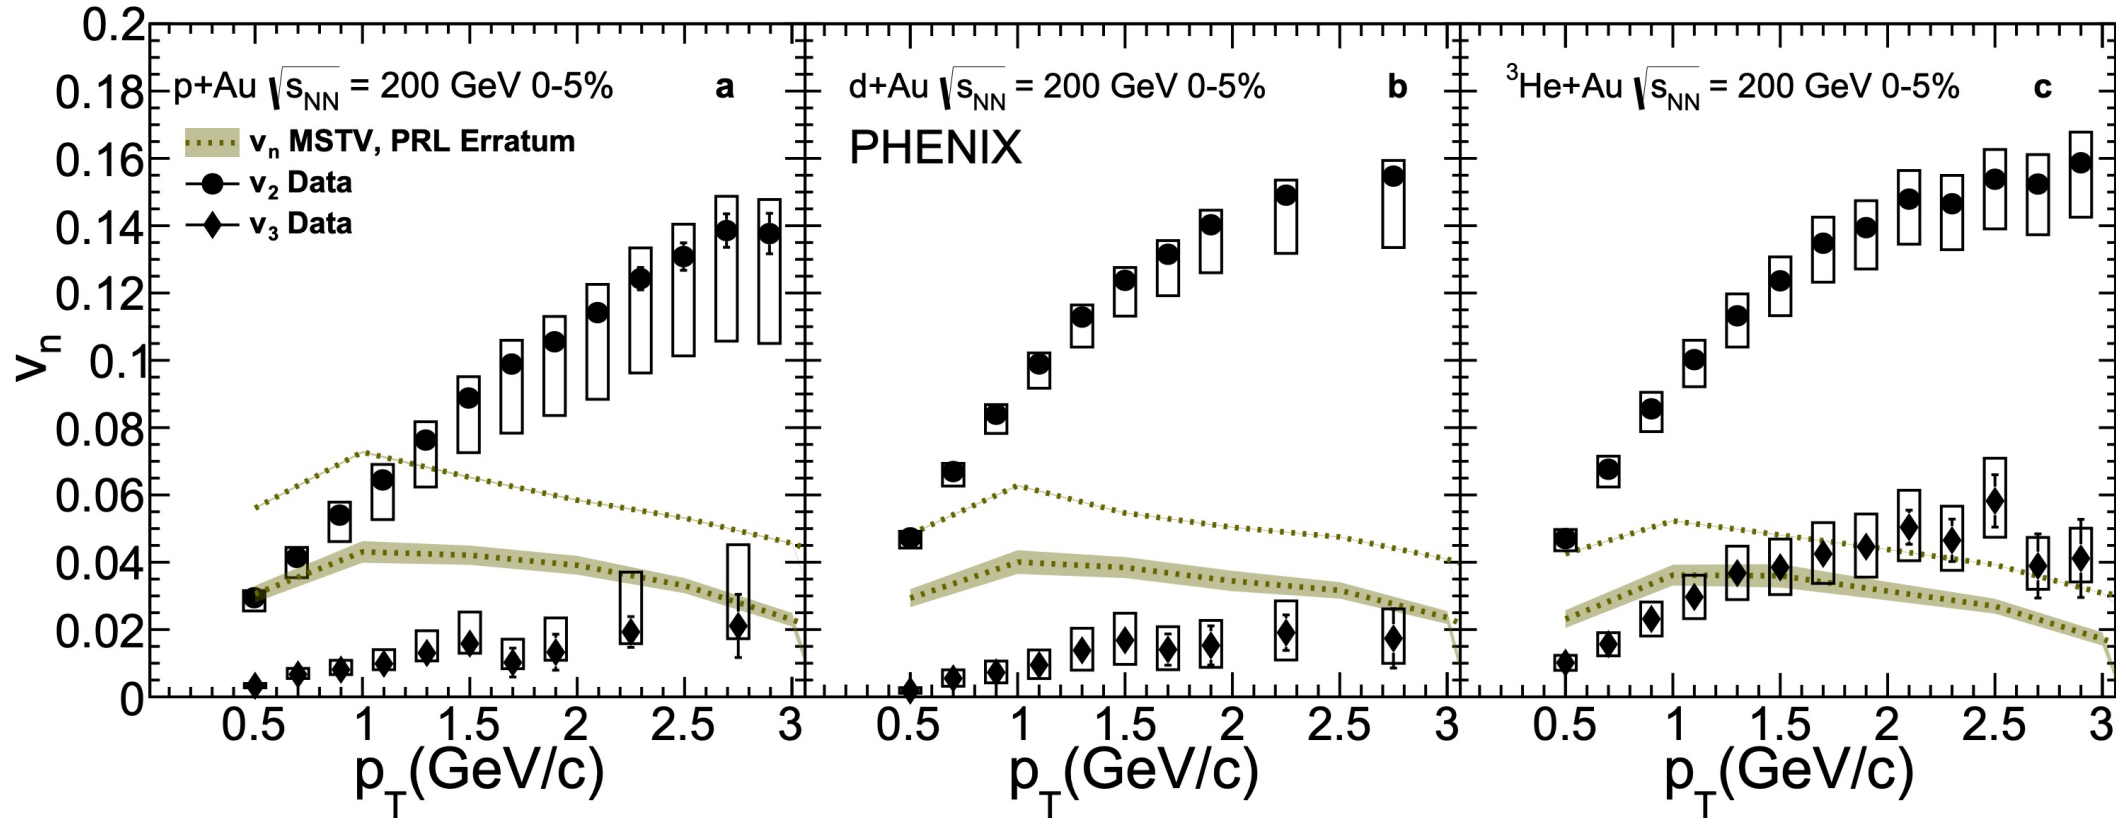 p+Au √sNN = 200 GeV 0-5% a
vn MSTV, PRL Erratum
v2 Data
v3 Data
d+Au √sNN = 200 GeV 0-5% b
PHENIX
3He+Au √sNN = 200 GeV 0-5% c
vn
0.2
0.18
0.16
0.14
0.12
0.1
0.08
0.06
0.04
0.02
0
0.5 1 1.5 2 2.5 3
0.5 1 1.5 2 2.5 3
0.5 1 1.5 2 2.5 3
pT(GeV/c)
pT(GeV/c)
pT(GeV/c)